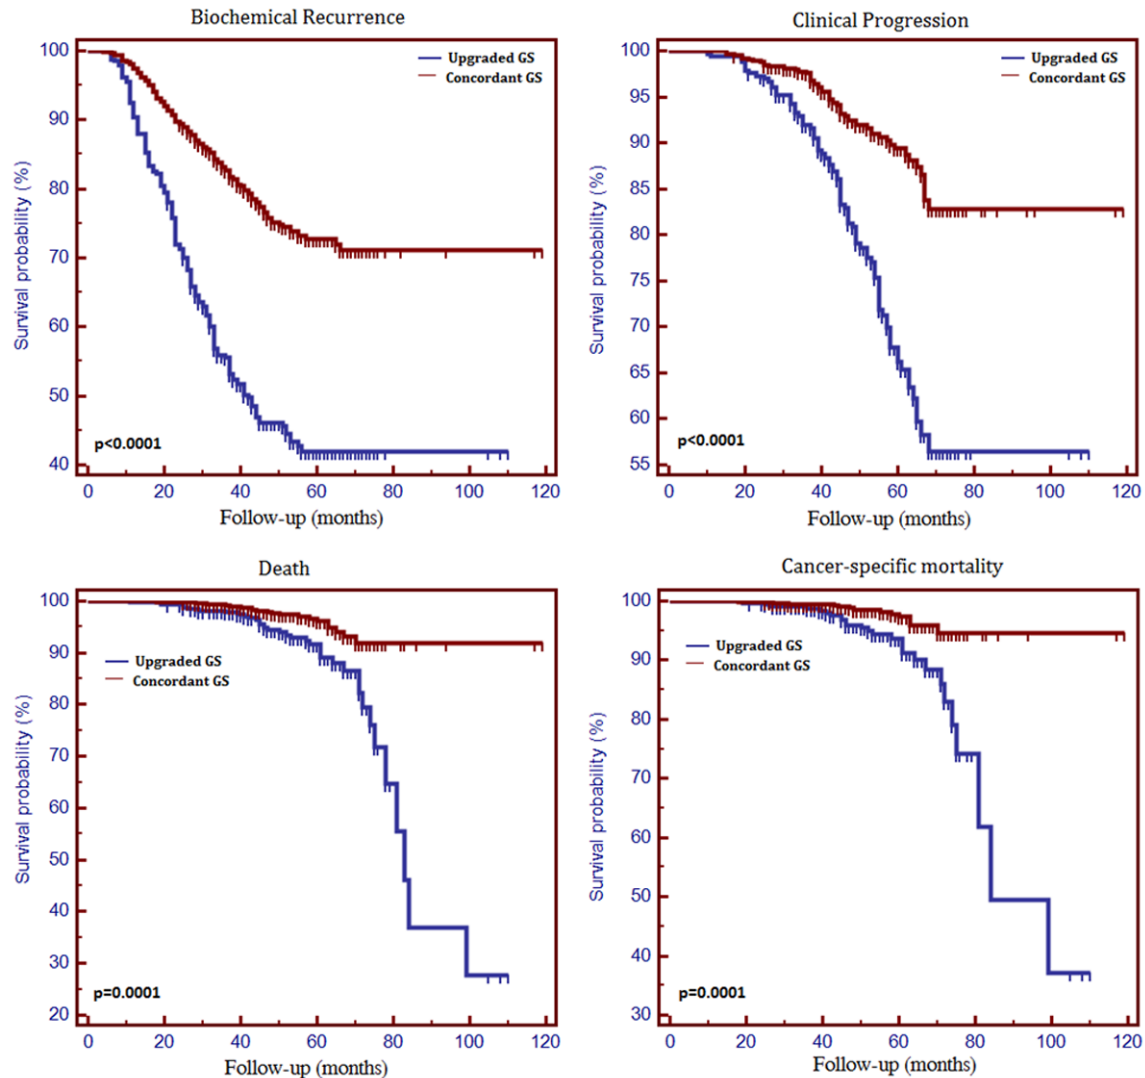 Biochemical Recurrence
Survival probability (%)
100
90
80
70
60
50
40
Upgraded GS
Concordant GS
p<0.0001
0 20 40 60 80 100 120
Follow-up (months)
Clinical Progression
Survival probability (%)
100
95
90
85
80
75
70
65
60
55
Upgraded GS
Concordant GS
p<0.0001
0 20 40 60 80 100 120
Follow-up (months)
Death
Survival probability (%)
100
90
80
70
60
50
40
30
20
Upgraded GS
Concordant GS
p=0.0001
0 20 40 60 80 100 120
Follow-up (months)
Cancer-specific mortality
Survival probability (%)
100
90
80
70
60
50
40
30
Upgraded GS
Concordant GS
p=0.0001
0 20 40 60 80 100 120
Follow-up (months)